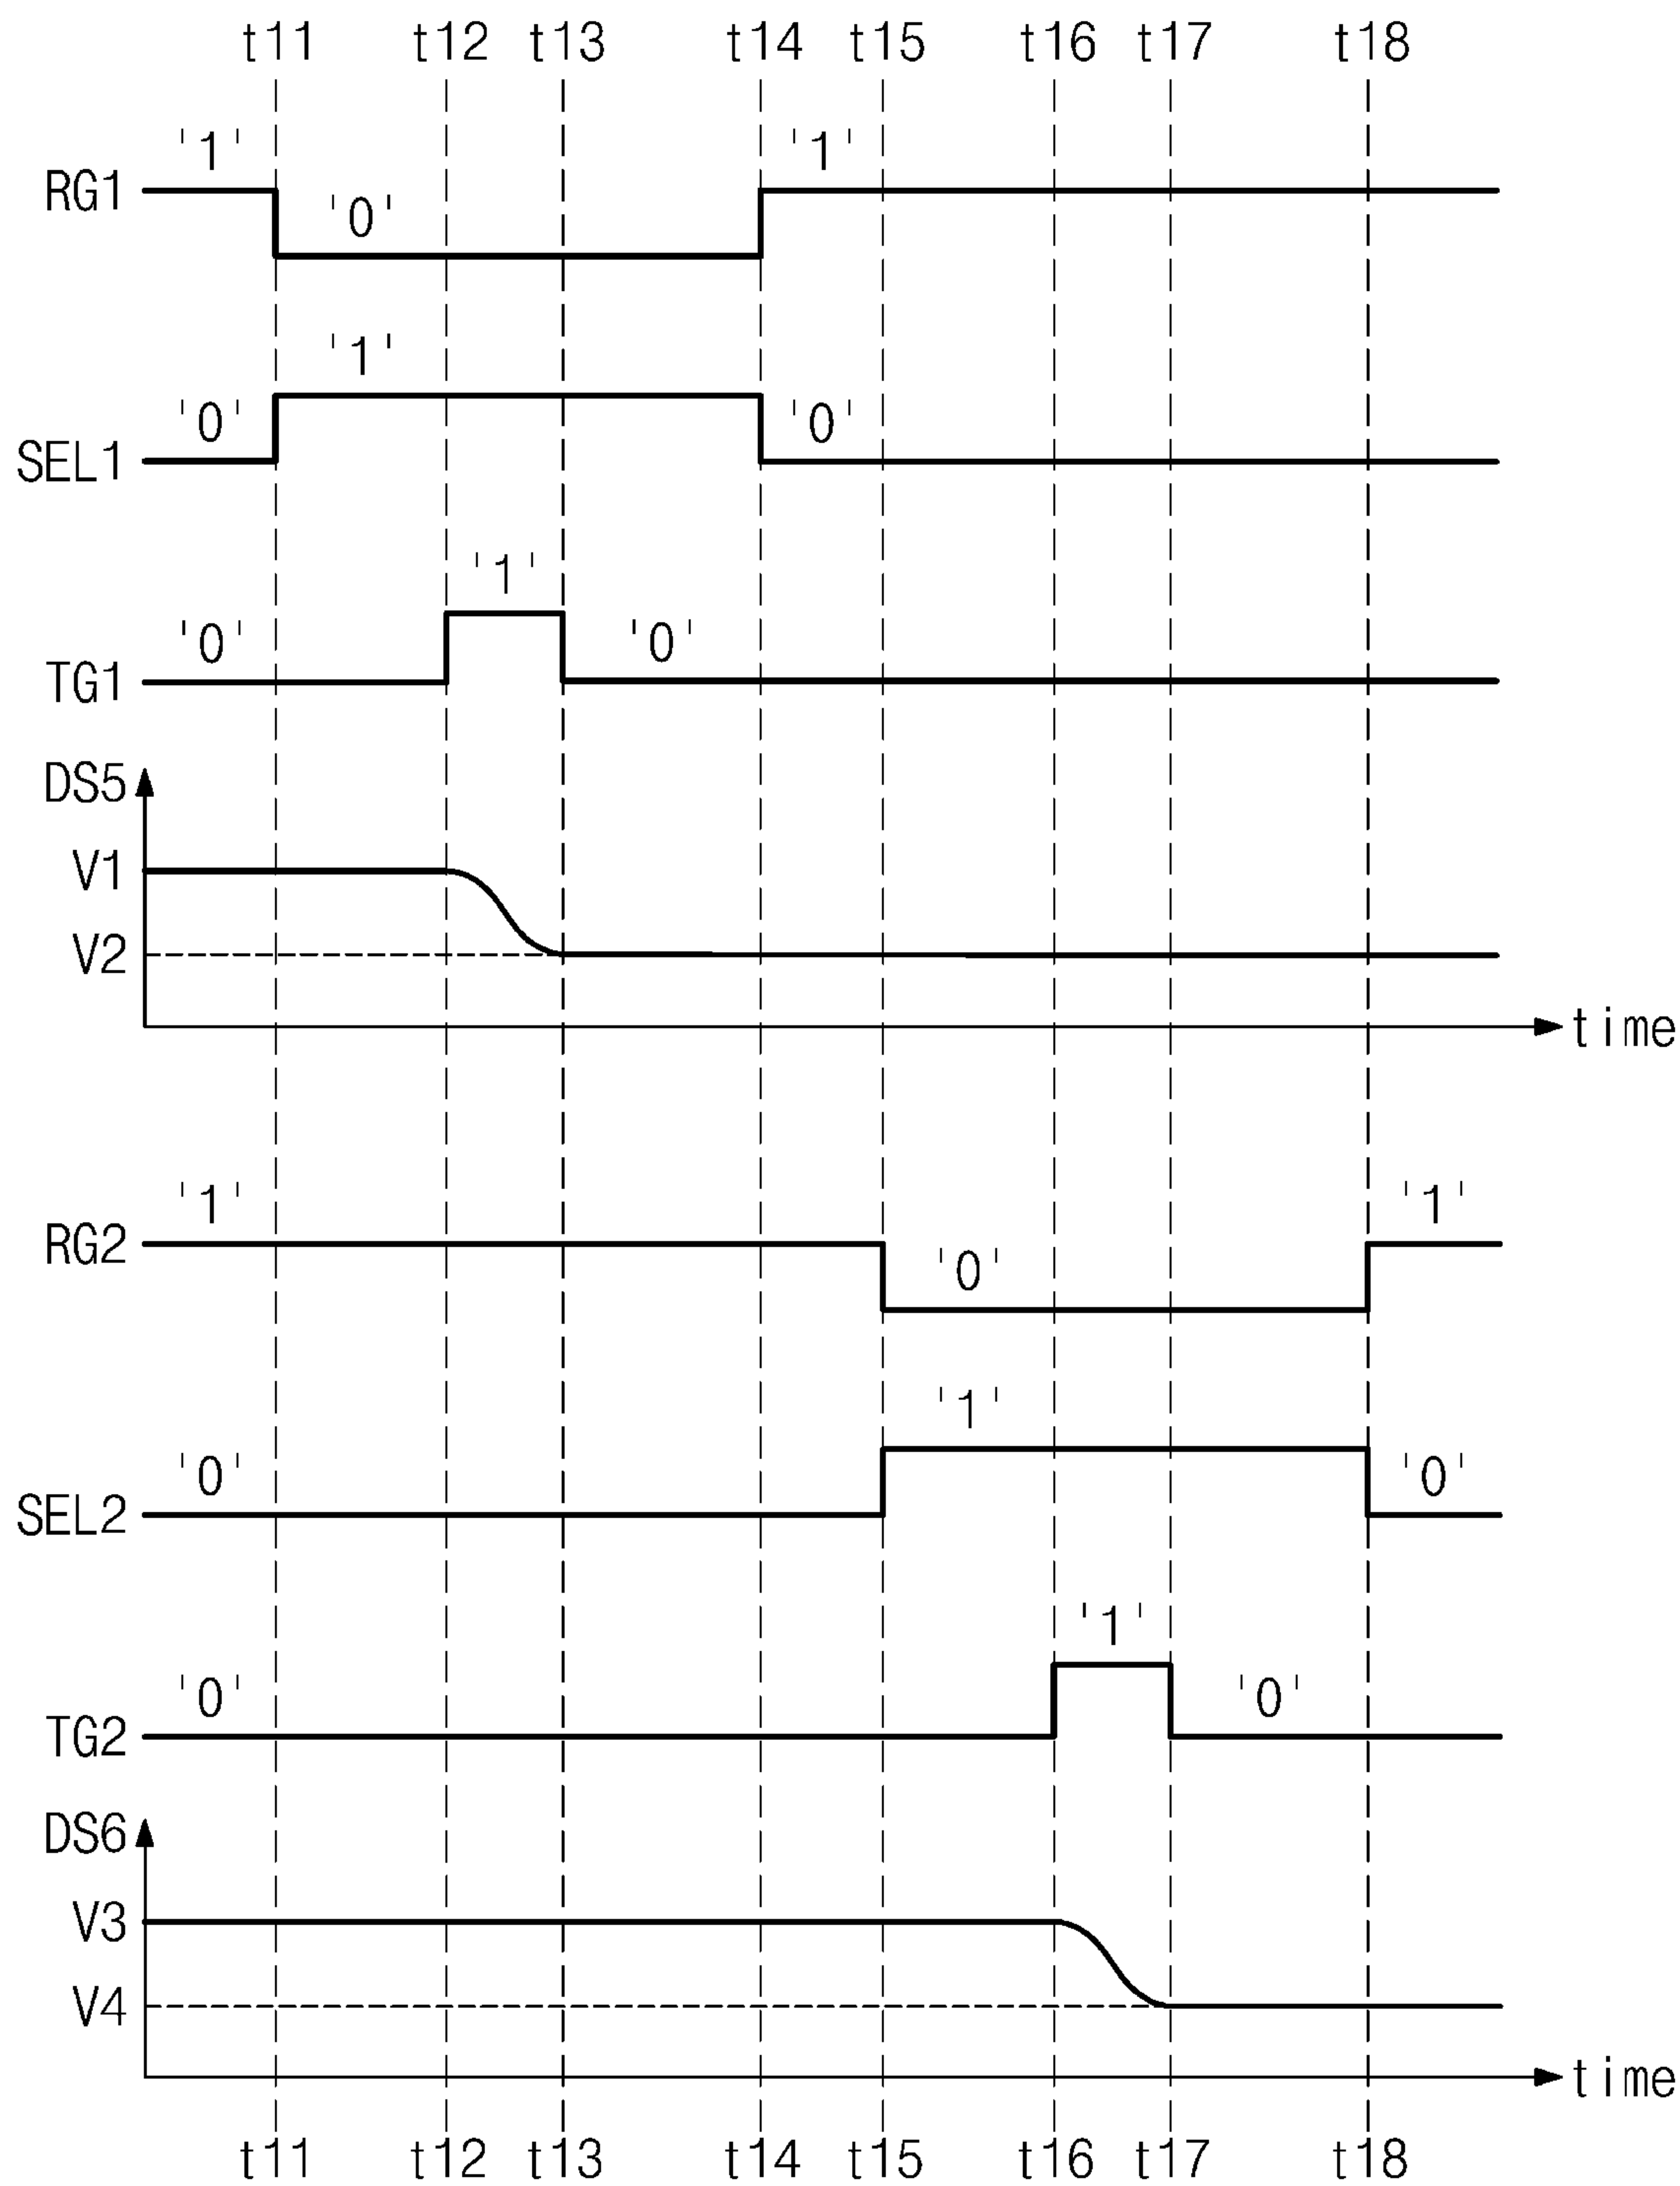 t11 t12 t13 t14 t15 t16 t17 t18
'1' '1'
RG1 '0'
'1'
'0' '0'
SEL1
'1'
'0' '0'
TG1
DS5
V1
V2
time
'1' '1'
RG2 '0'
'1'
'0' '0'
SEL2
'1'
'0' '0'
TG2
DS6
V3
V4
time
t11 t12 t13 t14 t15 t16 t17 t18